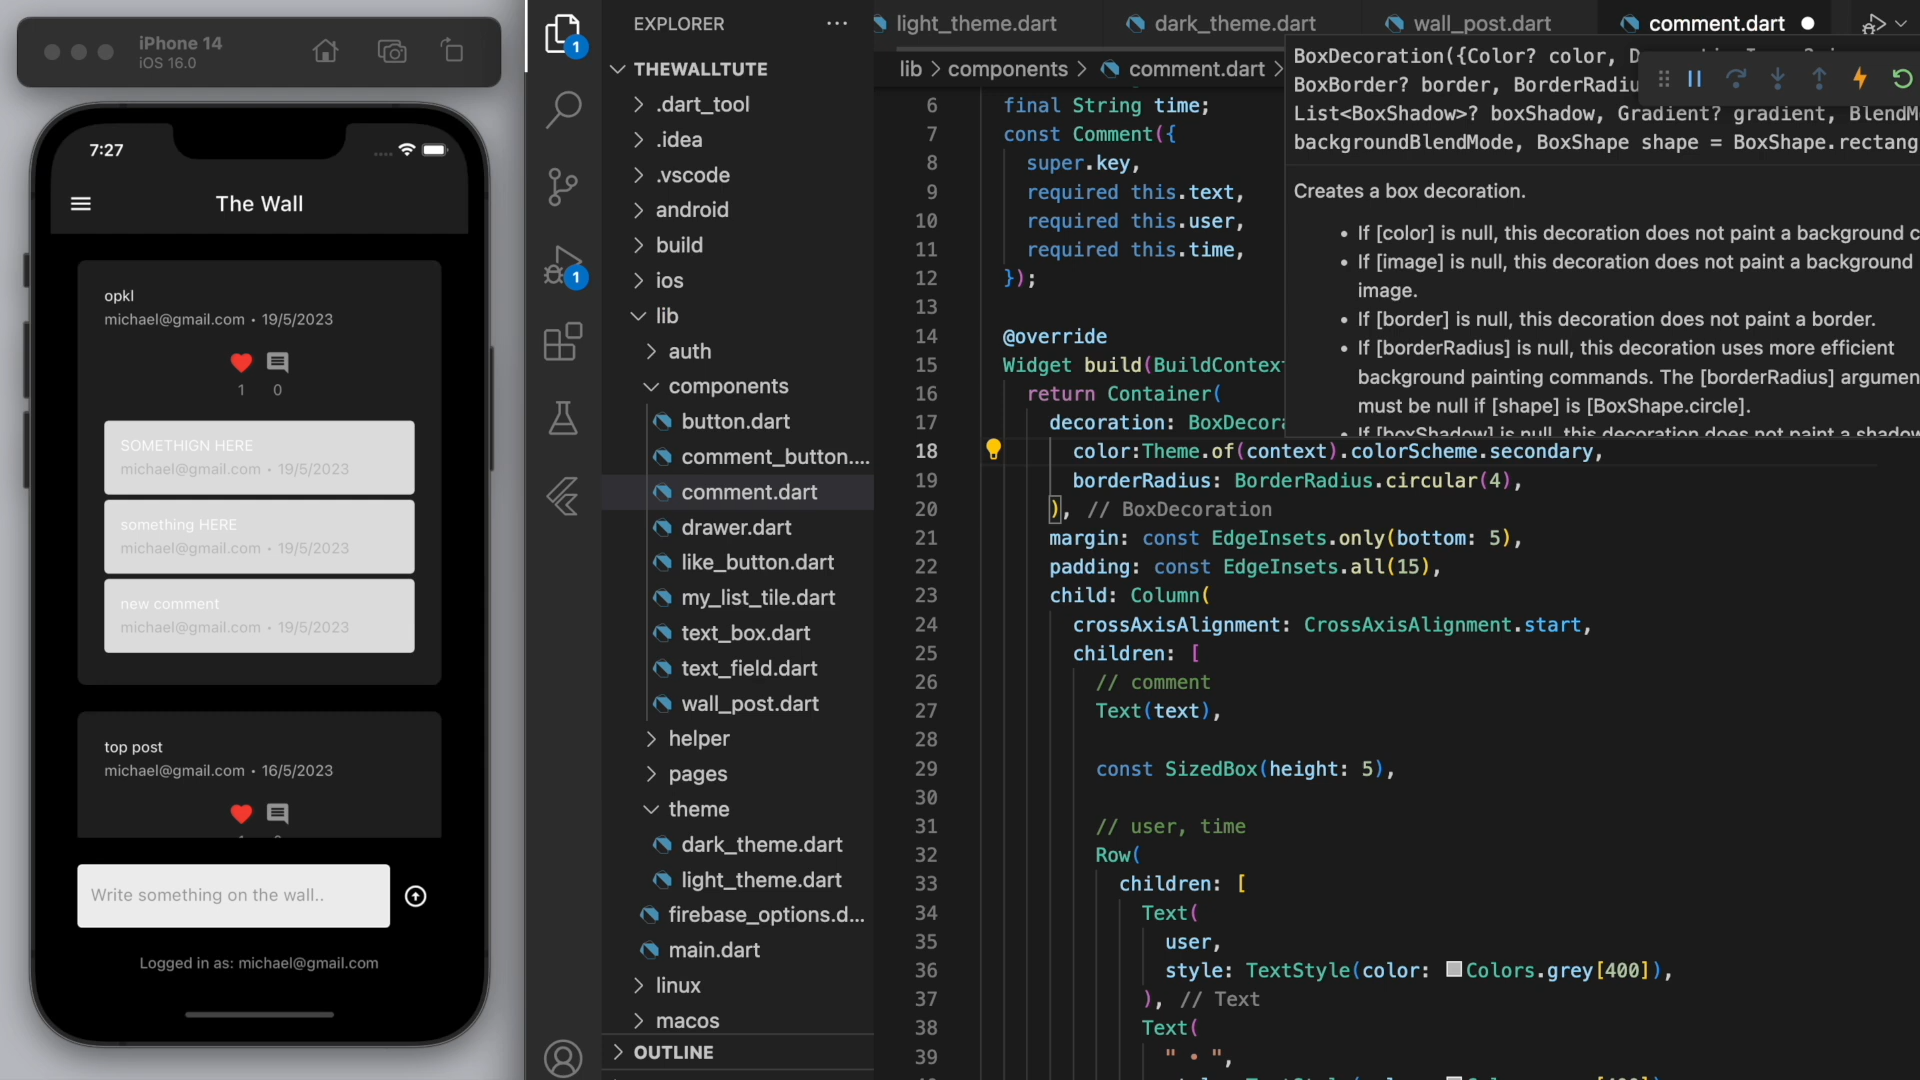 iPhone 14
iOS 16.0
7:27
The Wall
opkl
michael@gmail.com • 19/5/2023
1
0
SOMETHIGN HERE
michael@gmail.com • 19/5/2023
something HERE
michael@gmail.com • 19/5/2023
new comment
michael@gmail.com • 19/5/2023
top post
michael@gmail.com • 16/5/2023
Write something on the wall..
Logged in as: michael@gmail.com
1
1
EXPLORER
THEWALLTUTE
.dart_tool
.idea
.vscode
android
build
ios
lib
auth
components
button.dart
comment_button....
comment.dart
drawer.dart
like_button.dart
my_list_tile.dart
text_box.dart
text_field.dart
wall_post.dart
helper
pages
theme
dark_theme.dart
light_theme.dart
firebase_options.d...
main.dart
linux
macos
OUTLINE
light_theme.dart
dark_theme.dart
wall_post.dart
comment.dart
lib > components > comment.dart >
BoxDecoration({Color? color,
BoxBorder? border, BorderRadiu
List<BoxShadow>? boxShadow, Gradient? gradient, BlendM
backgroundBlendMode, BoxShape shape = BoxShape.rectang
Creates a box decoration.
• If [color] is null, this decoration does not paint a background c
• If [image] is null, this decoration does not paint a background
image.
• If [border] is null, this decoration does not paint a border.
• If [borderRadius] is null, this decoration uses more efficient
background painting commands. The [borderRadius] argumen
must be null if [shape] is [BoxShape.circle].
• If [boxShadow] is null, this decoration does not paint a shadow
6 final String time;
7 const Comment({
8 super.key,
9 required this.text,
10 required this.user,
11 required this.time,
12 });
13
14 @override
15 Widget build(BuildContex
16 return Container(
17 decoration: BoxDecora
18 color:Theme.of(context).colorScheme.secondary,
19 borderRadius: BorderRadius.circular(4),
20 ), // BoxDecoration
21 margin: const EdgeInsets.only(bottom: 5),
22 padding: const EdgeInsets.all(15),
23 child: Column(
24 crossAxisAlignment: CrossAxisAlignment.start,
25 children: [
26 // comment
27 Text(text),
28
29 const SizedBox(height: 5),
30
31 // user, time
32 Row(
33 children: [
34 Text(
35 user,
36 style: TextStyle(color: Colors.grey[400]),
37 ), // Text
38 Text(
39 " • ",